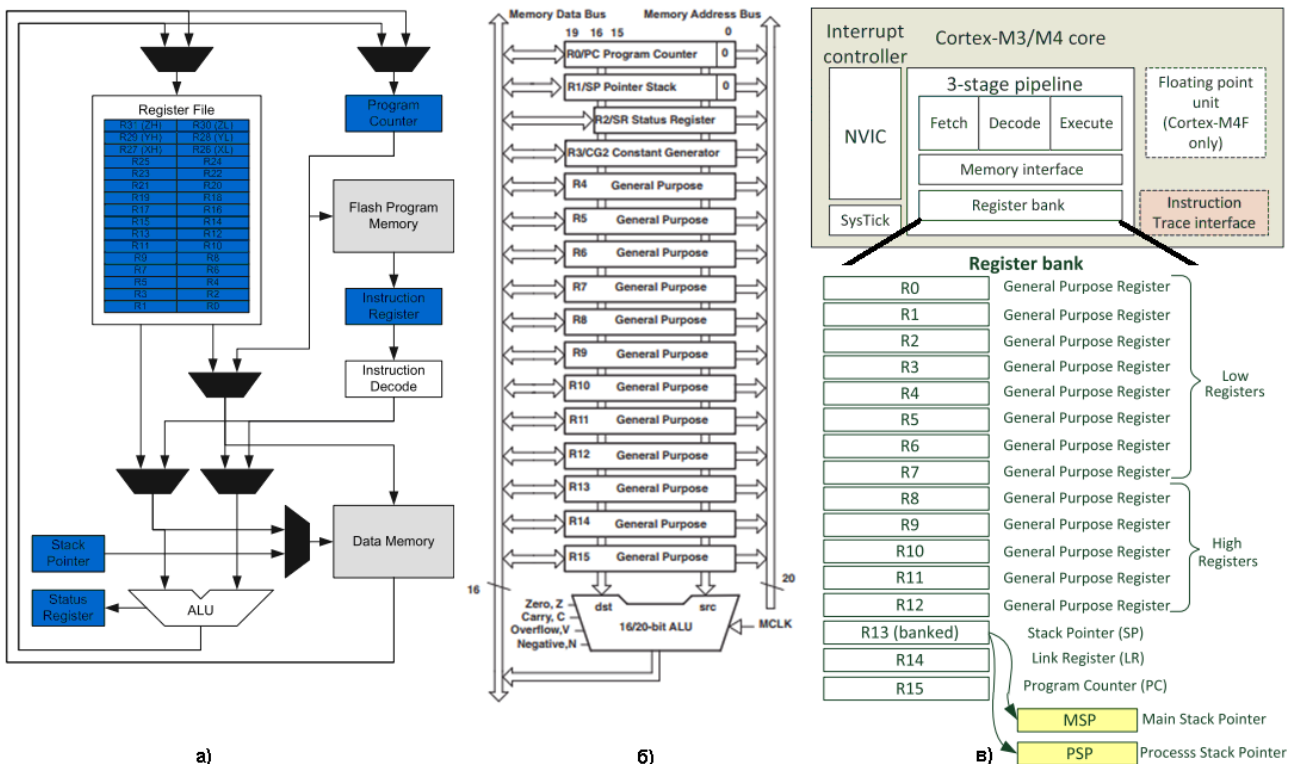 Register File
R31 (ZH) R30 (ZL)
R29 (YH) R28 (YL)
R27 (XH) R26 (XL)
R25 R24
R23 R22
R21 R20
R19 R18
R17 R16
R15 R14
R13 R12
R11 R10
R9 R8
R7 R6
R5 R4
R3 R2
R1 R0
Program
Counter
Flash Program
Memory
Instruction
Register
Instruction
Decode
Stack
Pointer
Data Memory
Status
Register
ALU
а)
Memory Data Bus Memory Address Bus
19 16 15 0
R0/PC Program Counter 0
R1/SP Pointer Stack 0
R2/SR Status Register
R3/CG2 Constant Generator
R4 General Purpose
R5 General Purpose
R6 General Purpose
R7 General Purpose
R8 General Purpose
R9 General Purpose
R10 General Purpose
R11 General Purpose
R12 General Purpose
R13 General Purpose
R14 General Purpose
R15 General Purpose
16 20
Zero, Z
Carry, C
Overflow,V
Negative,N
dst src
16/20-bit ALU
MCLK
б)
Interrupt
controller
Cortex-M3/M4 core
NVIC
SysTick
3-stage pipeline
Fetch Decode Execute
Memory interface
Register bank
Floating point
unit
(Cortex-M4F
only)
Instruction
Trace interface
Register bank
R0 General Purpose Register
R1 General Purpose Register
R2 General Purpose Register
R3 General Purpose Register
R4 General Purpose Register
R5 General Purpose Register
R6 General Purpose Register
R7 General Purpose Register
Low
Registers
R8 General Purpose Register
R9 General Purpose Register
R10 General Purpose Register
R11 General Purpose Register
R12 General Purpose Register
High
Registers
R13 (banked) Stack Pointer (SP)
R14 Link Register (LR)
R15 Program Counter (PC)
MSP Main Stack Pointer
PSP Processs Stack Pointer
в)